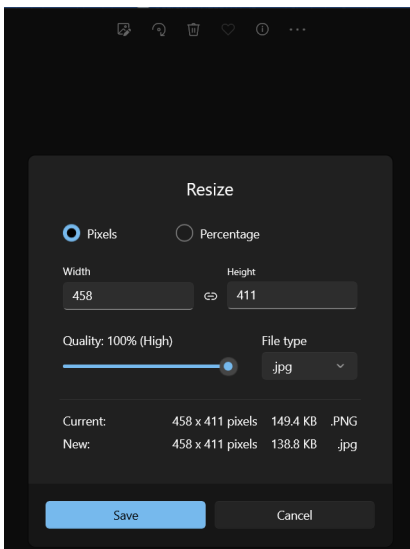 Resize
Pixels Percentage
Width Height
458 411
Quality: 100% (High) File type
.jpg
Current: 458 x 411 pixels 149.4 KB .PNG
New: 458 x 411 pixels 138.8 KB .jpg
Save Cancel